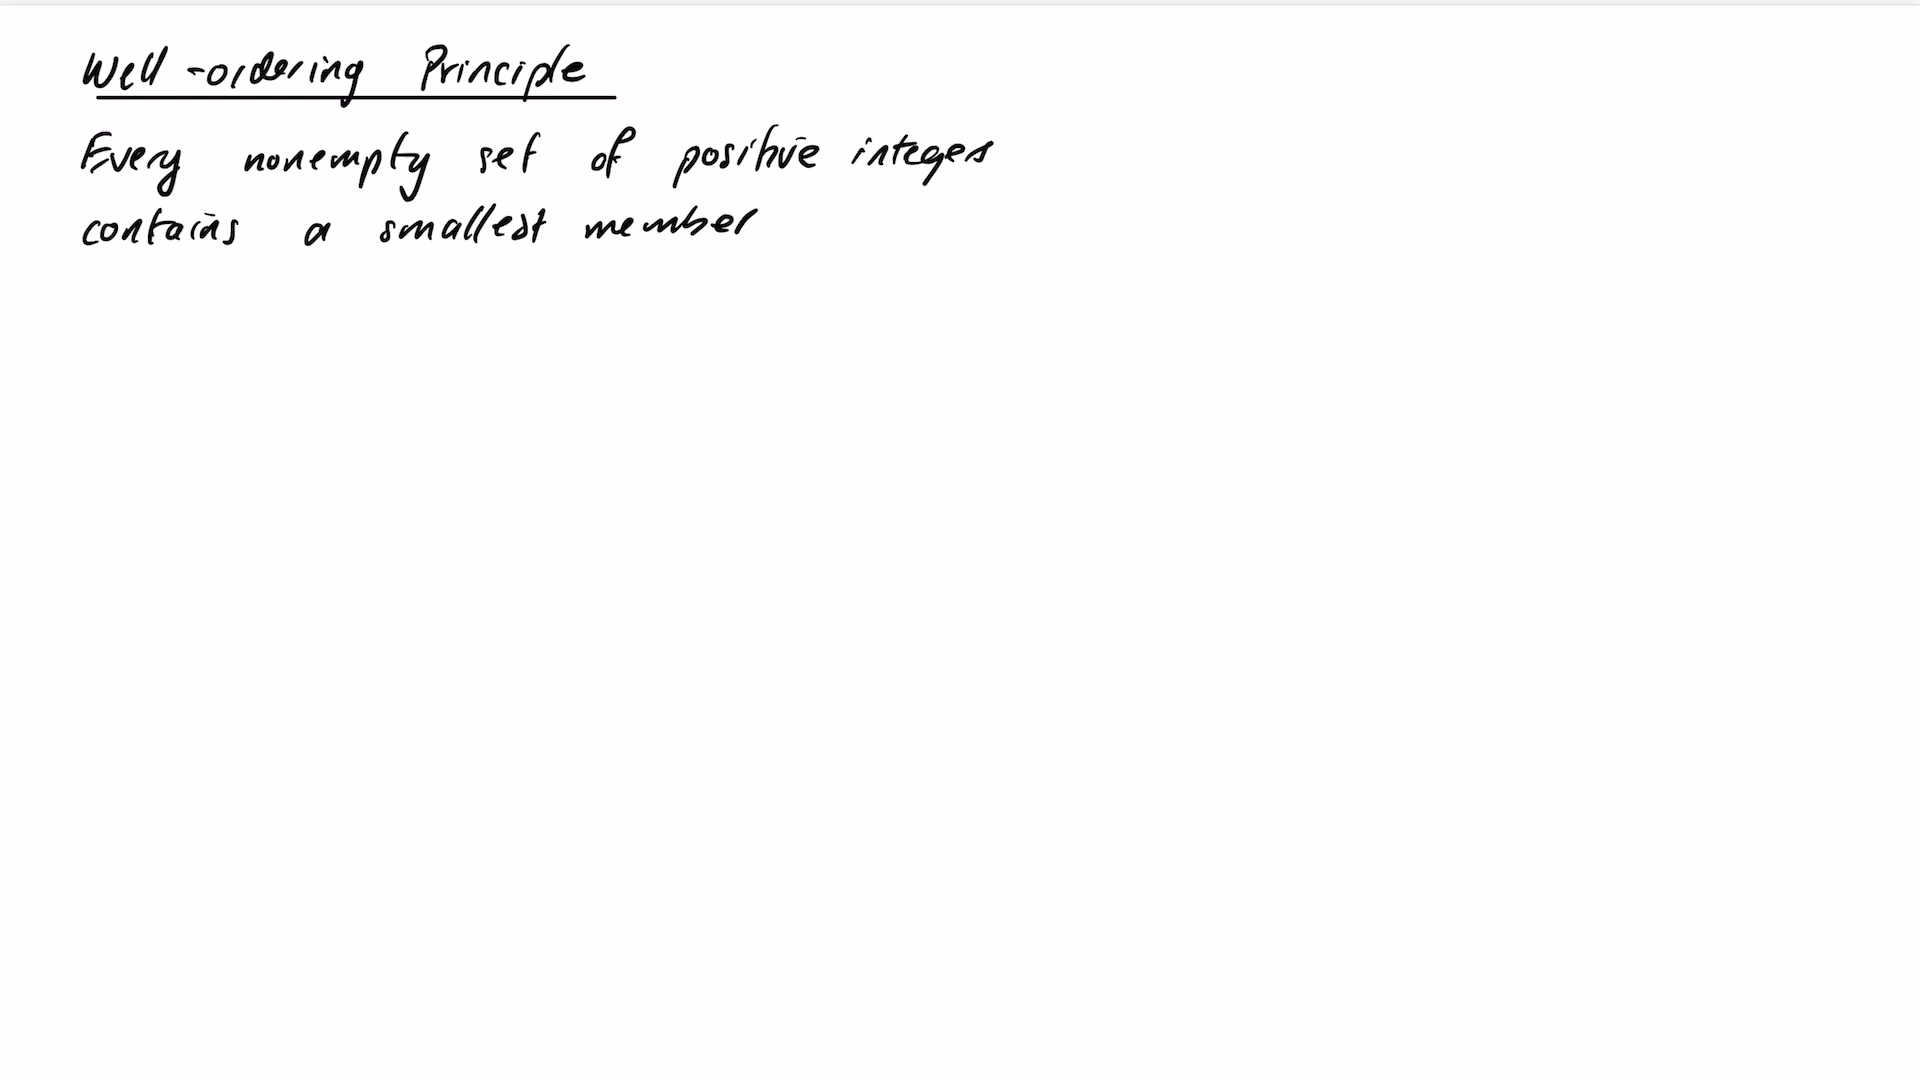 Well-ordering Principle
Every nonempty set of positive integers
contains a smallest member